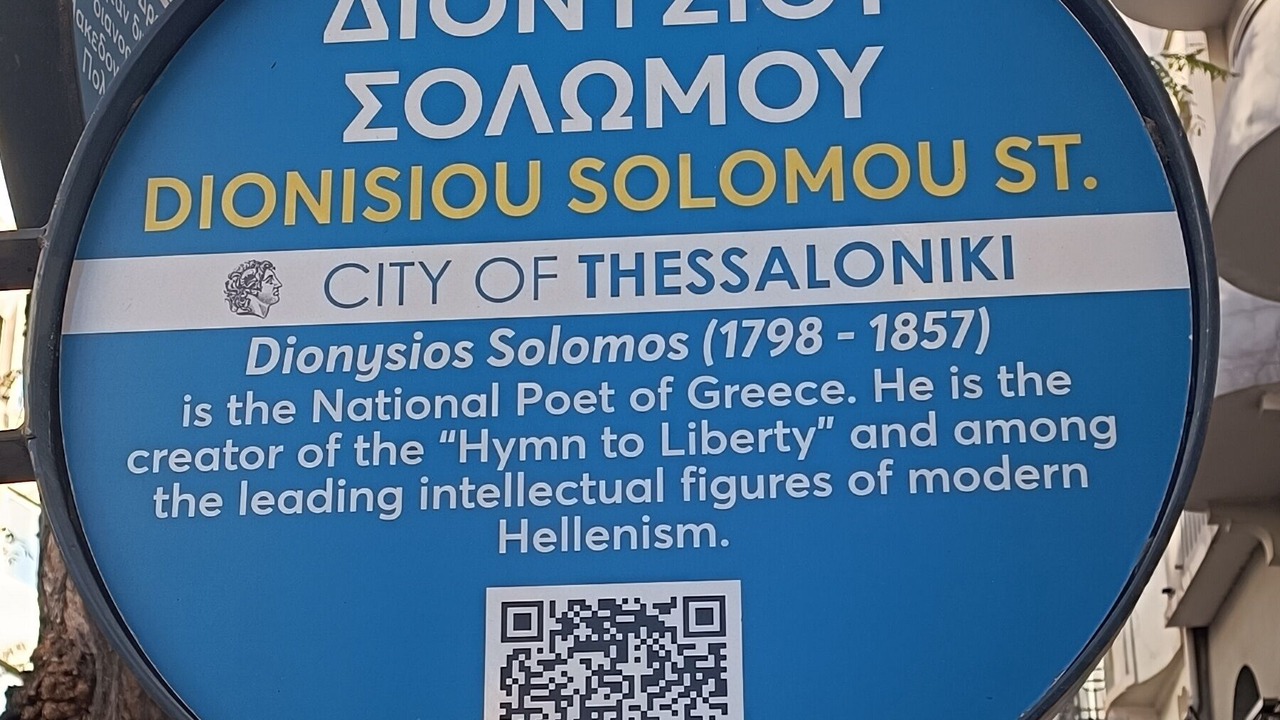 ΔΙΟΝΥΣΙΟΥ
ΣΟΛΩΜΟΥ
DIONISIOU SOLOMOU ST.
CITY OF THESSALONIKI
Dionysios Solomos (1798 - 1857)
is the National Poet of Greece. He is the
creator of the “Hymn to Liberty” and among
the leading intellectual figures of modern
Hellenism.